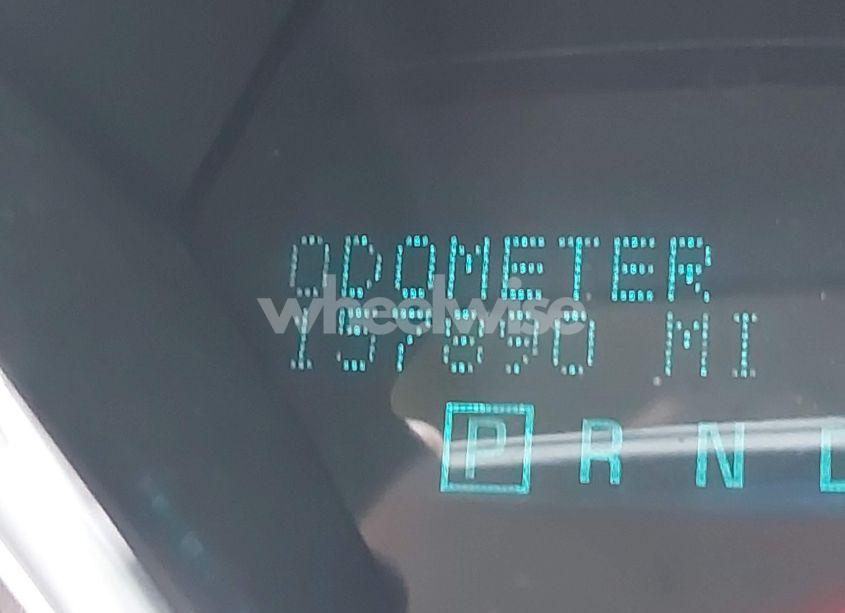 ODOMETER
wheelwise
157890 MI
P R N